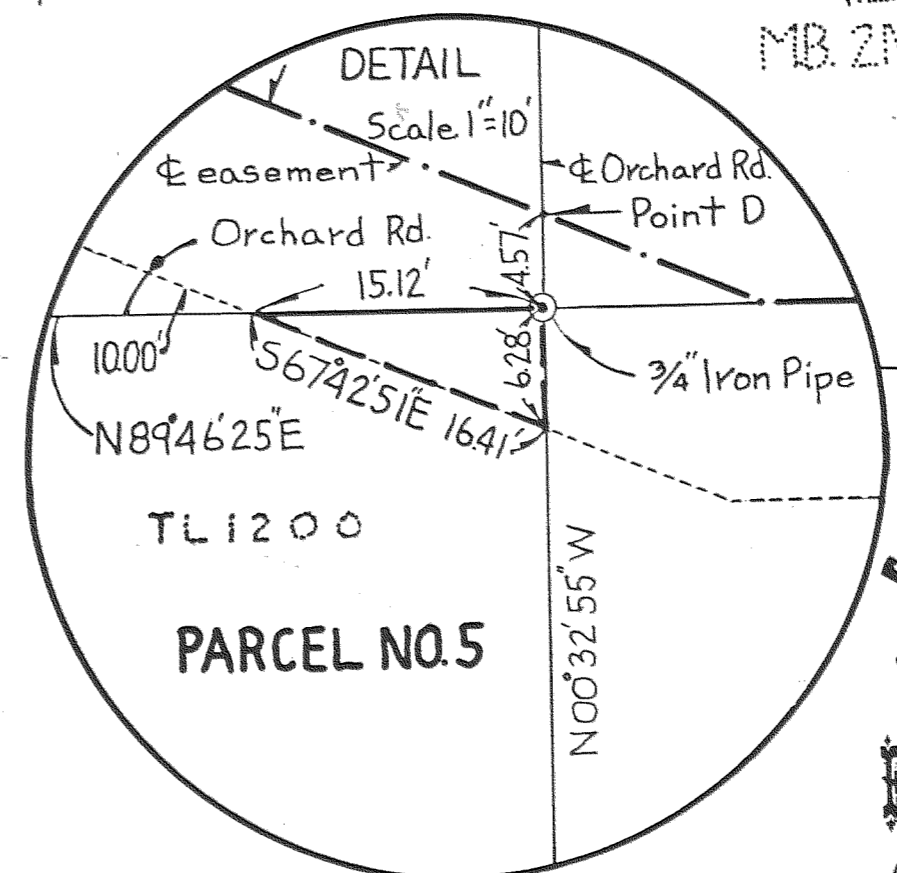 MB. 2
DETAIL
Scale 1"=10'
℄ easement
℄ Orchard Rd.
Point D
Orchard Rd.
4.57'
15.12'
10.00'
6.28'
S67°42'51"E 16.41'
3/4" Iron Pipe
N89°46'25"E
TL 1200
N00°32'55"W
PARCEL NO. 5